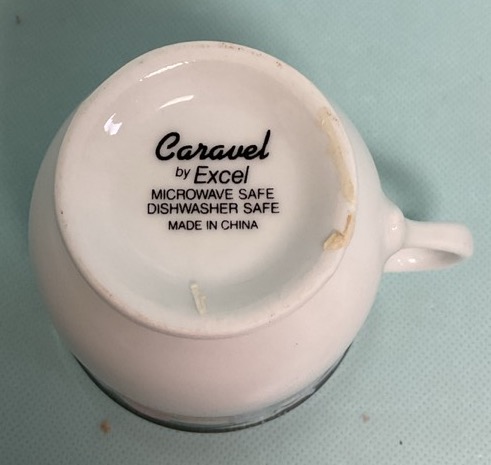 Caravel
by Excel
MICROWAVE SAFE
DISHWASHER SAFE
MADE IN CHINA